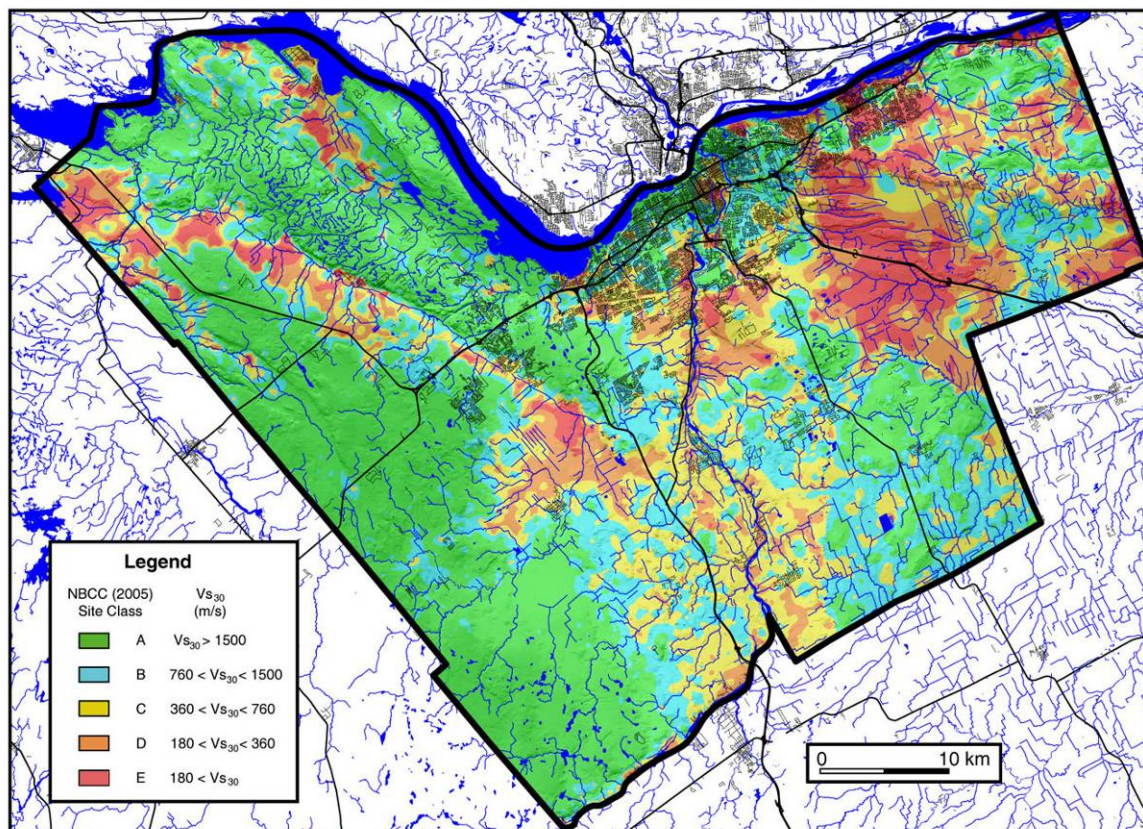 Legend
NBCC (2005) Vs30
Site Class (m/s)
A Vs30 > 1500
B 760 < Vs30 < 1500
C 360 < Vs30 < 760
D 180 < Vs30 < 360
E 180 < Vs30
0 10 km